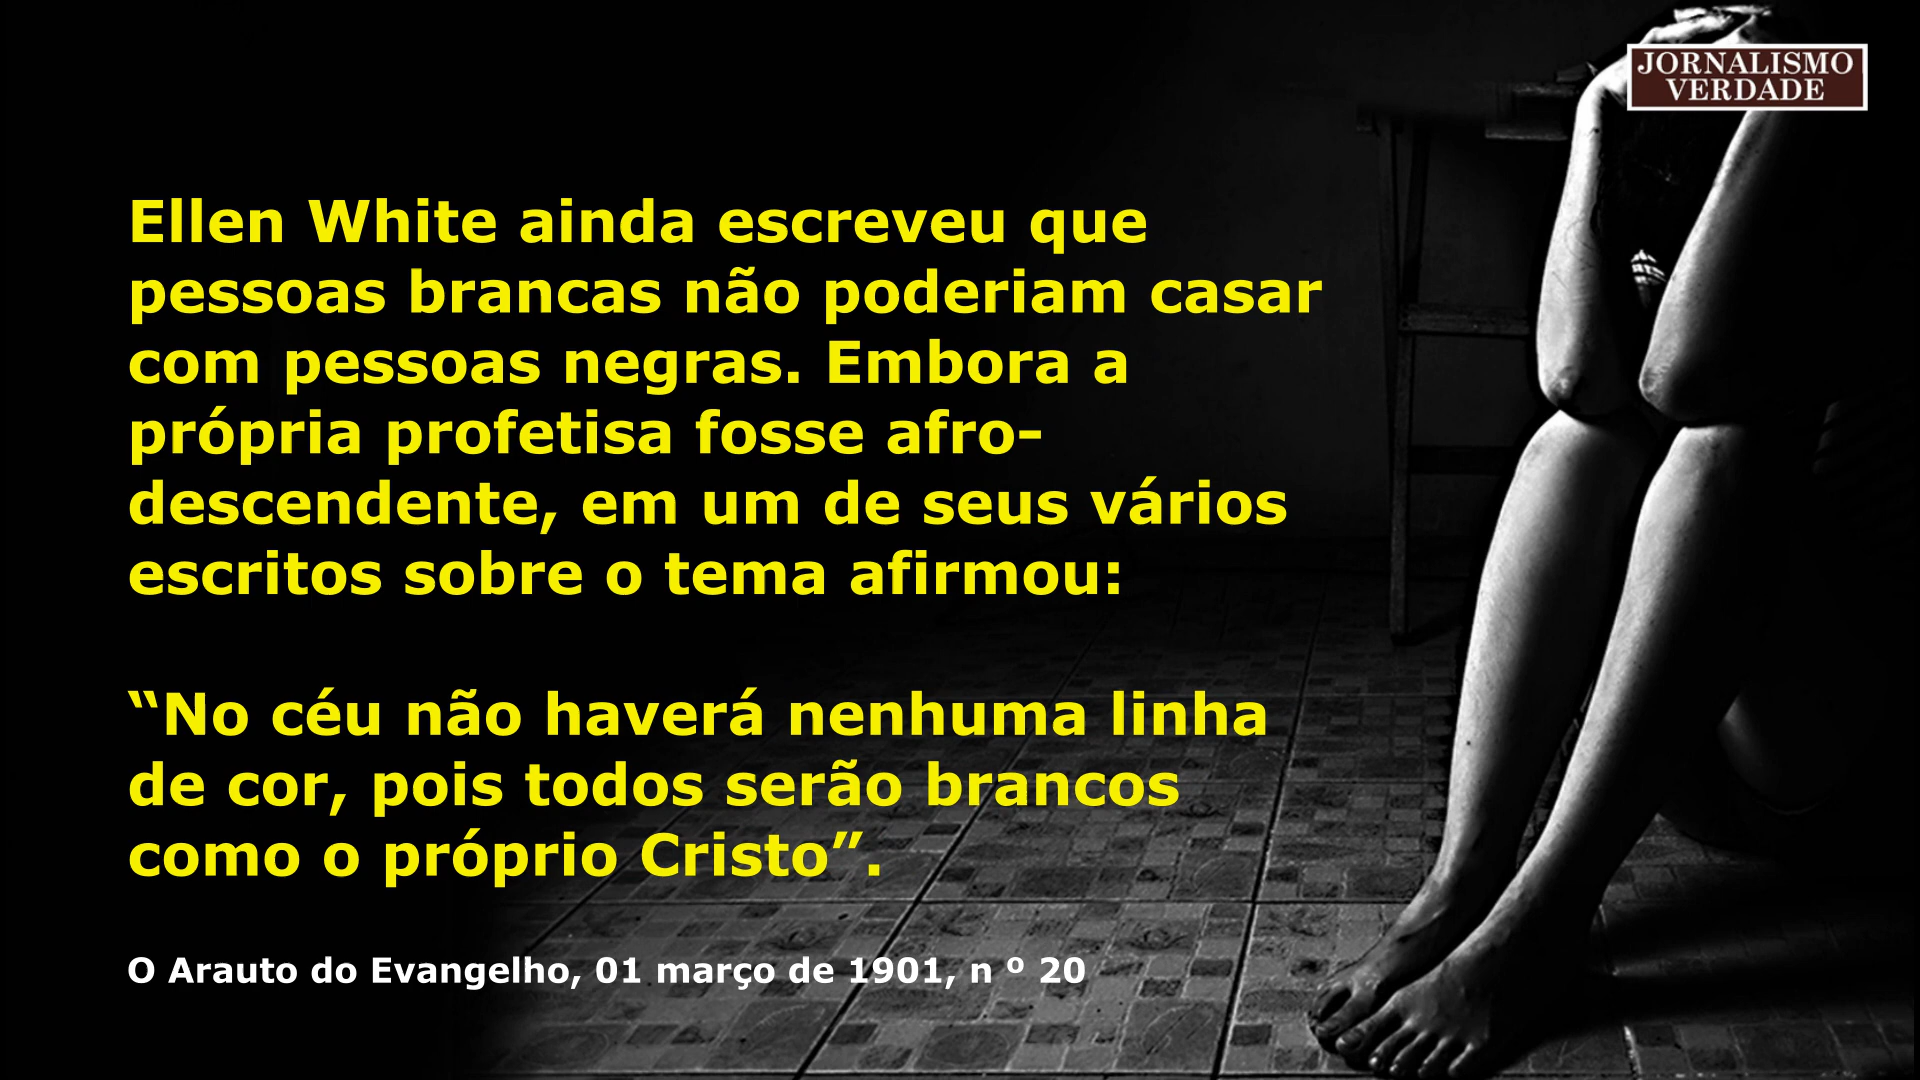 JORNALISMO
VERDADE
Ellen White ainda escreveu que
pessoas brancas não poderiam casar
com pessoas negras. Embora a
própria profetisa fosse afro-
descendente, em um de seus vários
escritos sobre o tema afirmou:
“No céu não haverá nenhuma linha
de cor, pois todos serão brancos
como o próprio Cristo”.
O Arauto do Evangelho, 01 março de 1901, n º 20